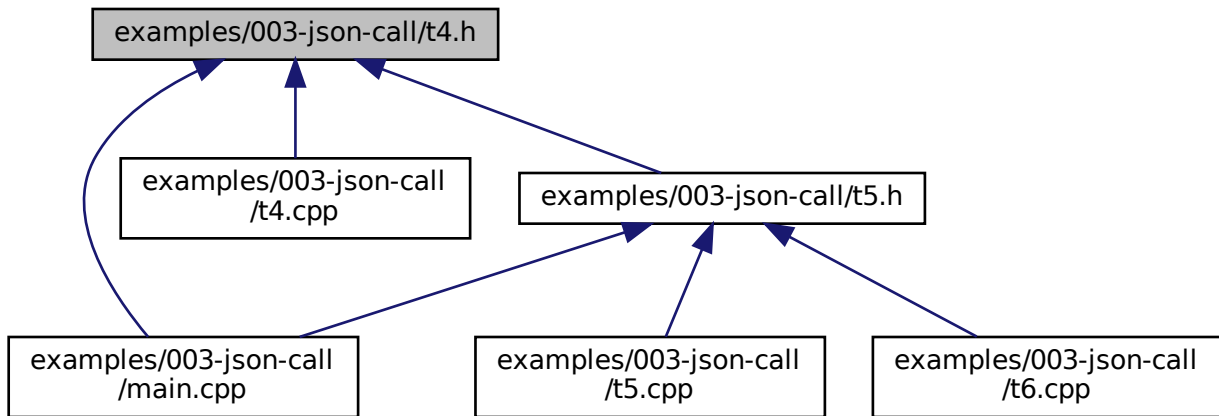 examples/003-json-call/t4.h
examples/003-json-call
/t4.cpp
examples/003-json-call/t5.h
examples/003-json-call
/main.cpp
examples/003-json-call
/t5.cpp
examples/003-json-call
/t6.cpp